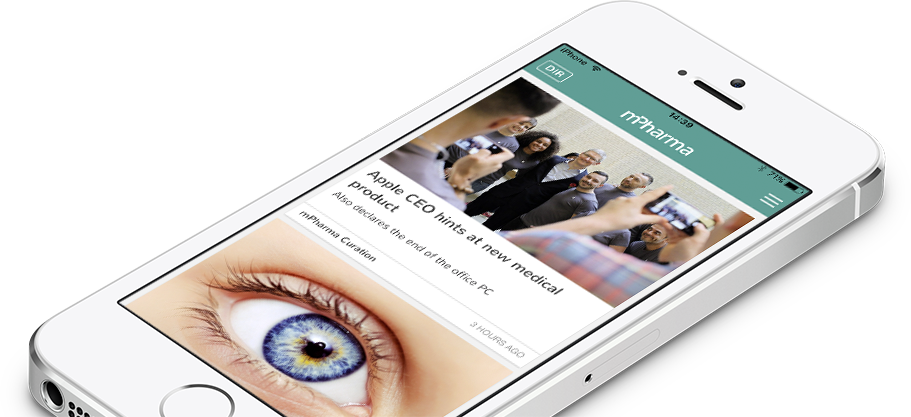 iPhone
14:39
71%
DIR
mPharma
Apple CEO hints at new medical
product
Also declares the end of the office PC
mPharma Curation
3 HOURS AGO